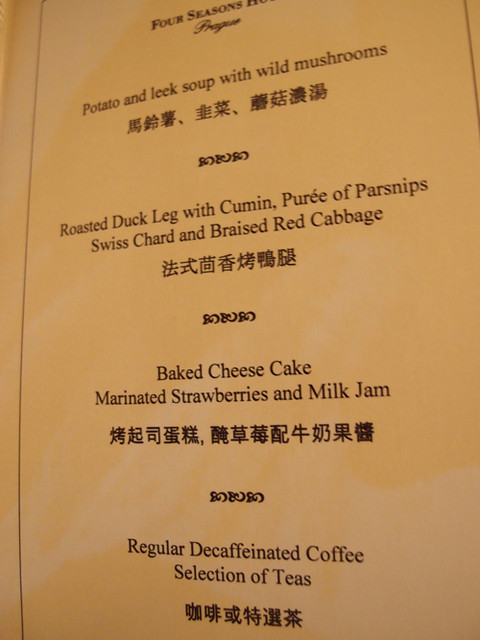 FOUR SEASONS
Prague
Potato and leek soup with wild mushrooms
馬鈴薯、韭菜、蘑菇濃湯
Roasted Duck Leg with Cumin, Purée of Parsnips
Swiss Chard and Braised Red Cabbage
法式茴香烤鴨腿
Baked Cheese Cake
Marinated Strawberries and Milk Jam
烤起司蛋糕, 醃草莓配牛奶果醬
Regular Decaffeinated Coffee
Selection of Teas
咖啡或特選茶